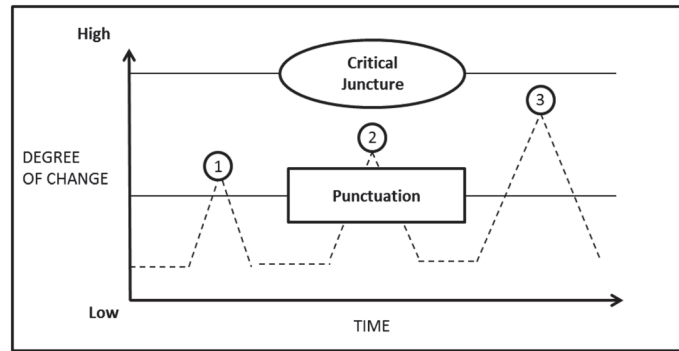 High
Critical
Juncture
3
2
DEGREE
OF CHANGE
1
Punctuation
Low
TIME